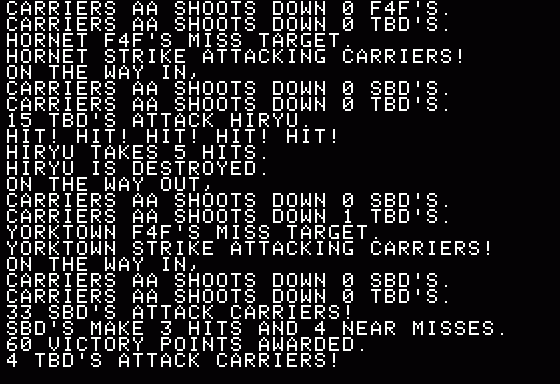 CARRIERS AA SHOOTS DOWN 0 F4F'S.
CARRIERS AA SHOOTS DOWN 0 TBD'S.
HORNET F4F'S MISS TARGET.
HORNET STRIKE ATTACKING CARRIERS!
ON THE WAY IN,
CARRIERS AA SHOOTS DOWN 0 SBD'S.
CARRIERS AA SHOOTS DOWN 0 TBD'S.
15 TBD'S ATTACK HIRYU.
HIT! HIT! HIT! HIT! HIT!
HIRYU TAKES 5 HITS.
HIRYU IS DESTROYED.
ON THE WAY OUT,
CARRIERS AA SHOOTS DOWN 0 SBD'S.
CARRIERS AA SHOOTS DOWN 1 TBD'S.
YORKTOWN F4F'S MISS TARGET.
YORKTOWN STRIKE ATTACKING CARRIERS!
ON THE WAY IN,
CARRIERS AA SHOOTS DOWN 0 SBD'S.
CARRIERS AA SHOOTS DOWN 0 TBD'S.
33 SBD'S ATTACK CARRIERS!
SBD'S MAKE 3 HITS AND 4 NEAR MISSES.
60 VICTORY POINTS AWARDED.
4 TBD'S ATTACK CARRIERS!